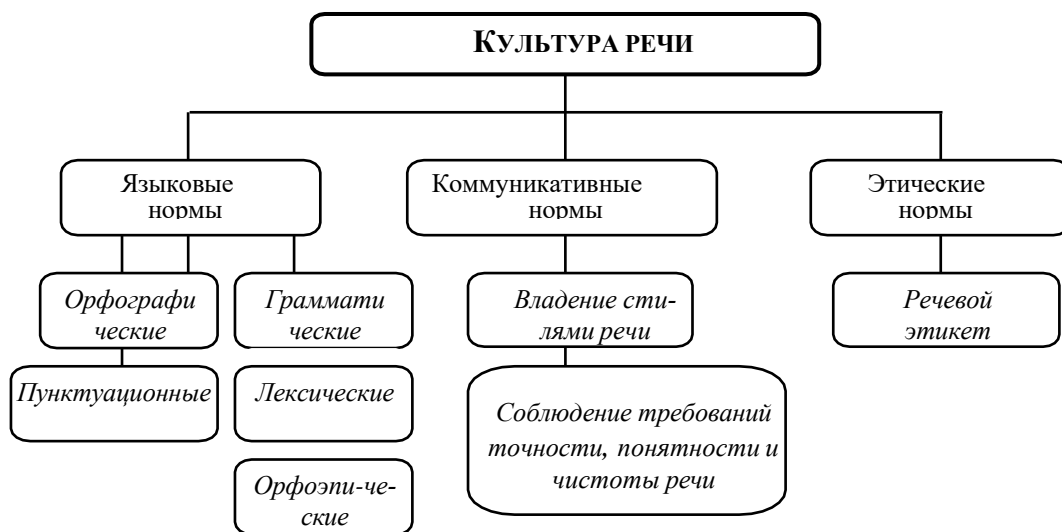 КУЛЬТУРА РЕЧИ
Языковые
нормы
Коммуникативные
нормы
Этические
нормы
Орфографи
ческие
Граммати
ческие
Владение сти-
лями речи
Речевой
этикет
Пунктуационные
Лексические
Соблюдение требований
точности, понятности и
чистоты речи
Орфоэпи-че-
ские